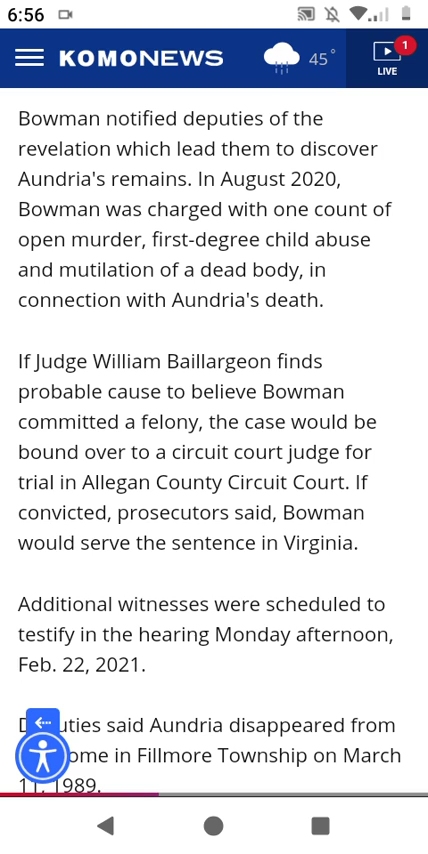 6:56
KOMONEWS
45°
1
LIVE
Bowman notified deputies of the
revelation which lead them to discover
Aundria's remains. In August 2020,
Bowman was charged with one count of
open murder, first-degree child abuse
and mutilation of a dead body, in
connection with Aundria's death.
If Judge William Baillargeon finds
probable cause to believe Bowman
committed a felony, the case would be
bound over to a circuit court judge for
trial in Allegan County Circuit Court. If
convicted, prosecutors said, Bowman
would serve the sentence in Virginia.
Additional witnesses were scheduled to
testify in the hearing Monday afternoon,
Feb. 22, 2021.
said Aundria disappeared from
in Fillmore Township on March
11, 1989.